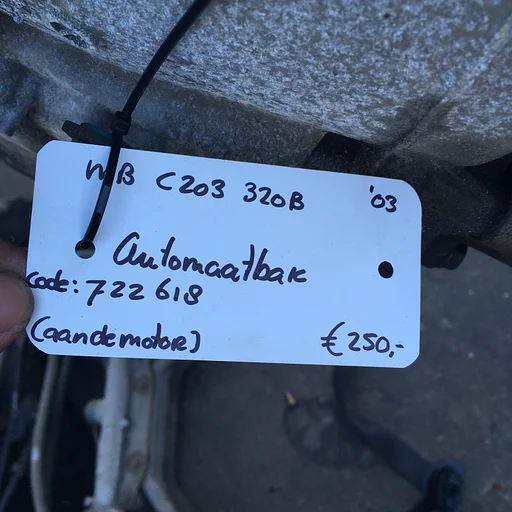 MB C203 320B '03
Automaatbak
code: 722 618
(aan de motor)
€ 250,-